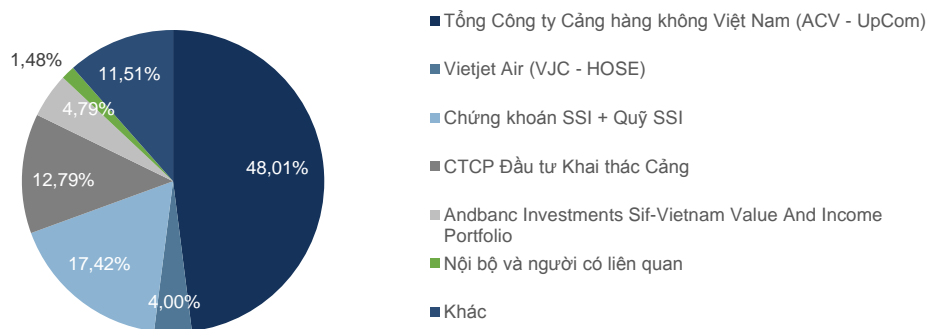 1,48%
11,51%
4,79%
12,79%
17,42%
4,00%
48,01%
Tổng Công ty Cảng hàng không Việt Nam (ACV - UpCom)
Vietjet Air (VJC - HOSE)
Chứng khoán SSI + Quỹ SSI
CTCP Đầu tư Khai thác Cảng
Andbanc Investments Sif-Vietnam Value And Income
Portfolio
Nội bộ và người có liên quan
Khác